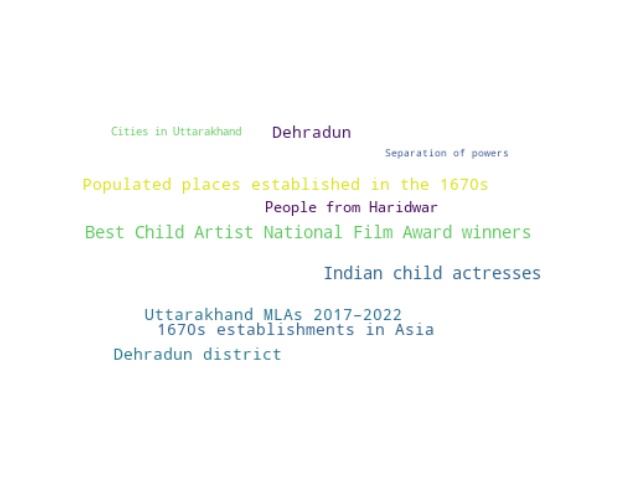 Cities in Uttarakhand
Dehradun
Separation of powers
Populated places established in the 1670s
People from Haridwar
Best Child Artist National Film Award winners
Indian child actresses
Uttarakhand MLAs 2017–2022
1670s establishments in Asia
Dehradun district